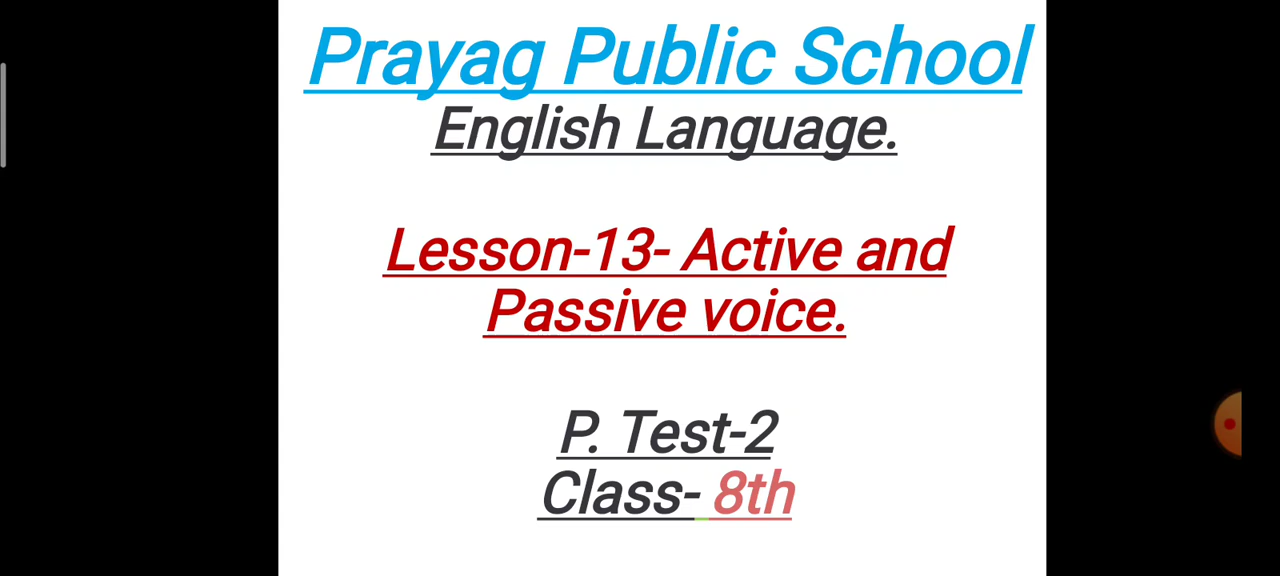 Prayag Public School
English Language.
Lesson-13- Active and
Passive voice.
P. Test-2
Class- 8th